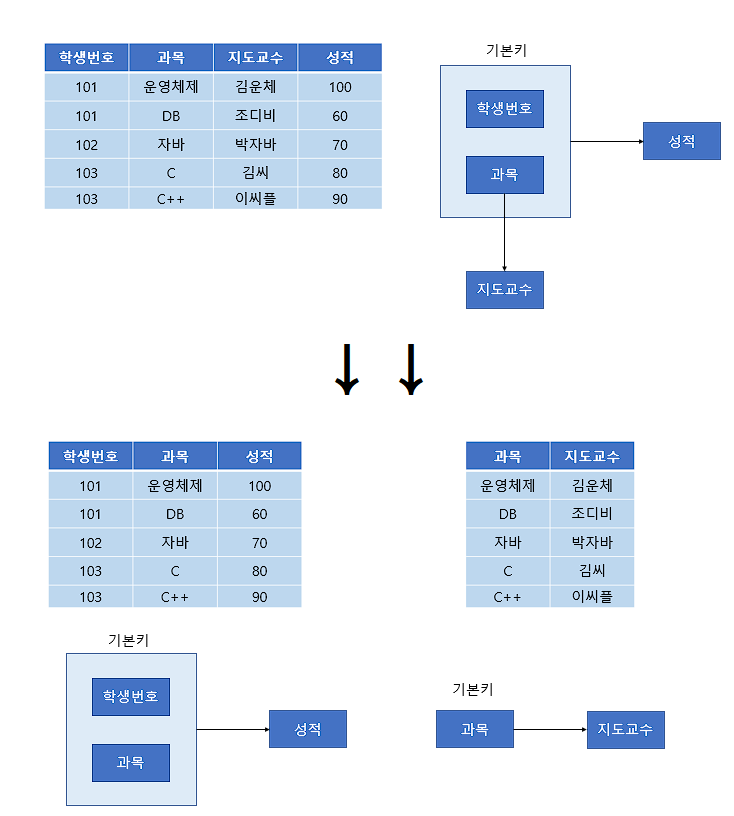 학생번호 과목 지도교수 성적
101 운영체제 김운체 100
101 DB 조디비 60
102 자바 박자바 70
103 C 김씨 80
103 C++ 이씨플 90
기본키
학생번호
과목
성적
지도교수
↓ ↓
학생번호 과목 성적
101 운영체제 100
101 DB 60
102 자바 70
103 C 80
103 C++ 90
과목 지도교수
운영체제 김운체
DB 조디비
자바 박자바
C 김씨
C++ 이씨플
기본키
학생번호
과목
성적
기본키
과목
지도교수